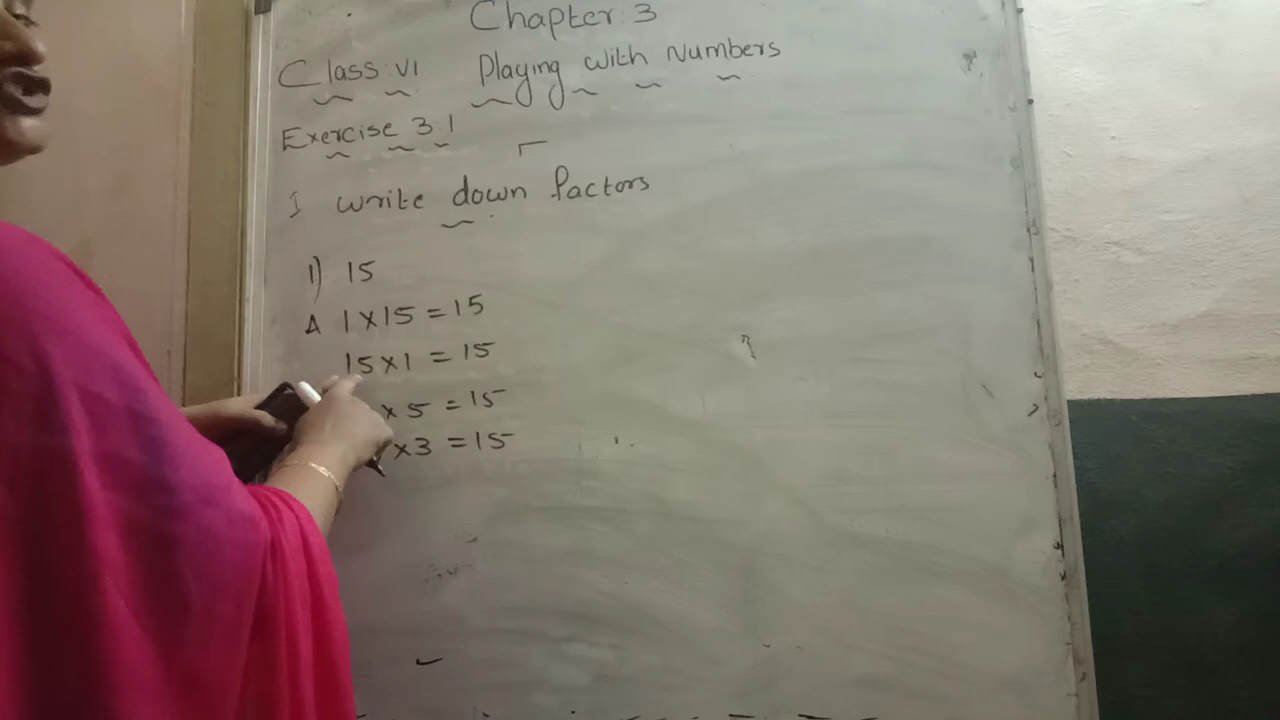 Chapter 3
Class VI Playing with Numbers
Exercise 3.1
I write down factors
1) 15
A 1 × 15 = 15
15 × 1 = 15
× 5 = 15
× 3 = 15